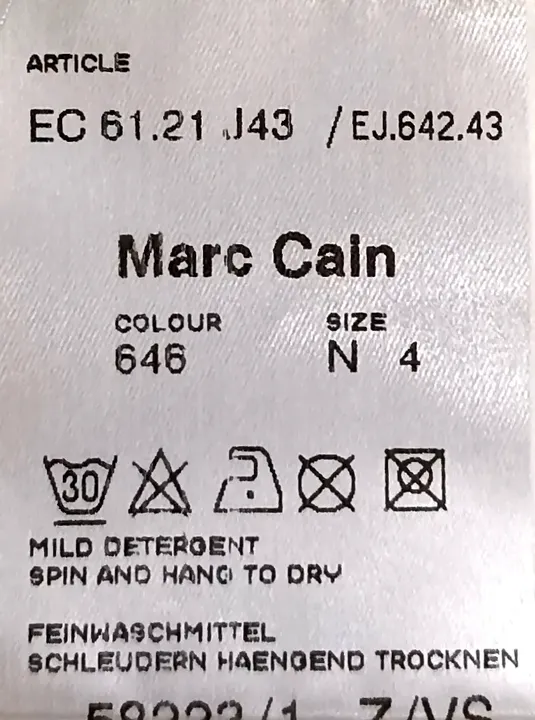 ARTICLE
EC 61.21 J43 / EJ.642.43
Marc Cain
COLOUR SIZE
646 N 4
30
MILD DETERGENT
SPIN AND HANG TO DRY
FEINWASCHMITTEL
SCHLEUDERN HAENGEND TROCKNEN